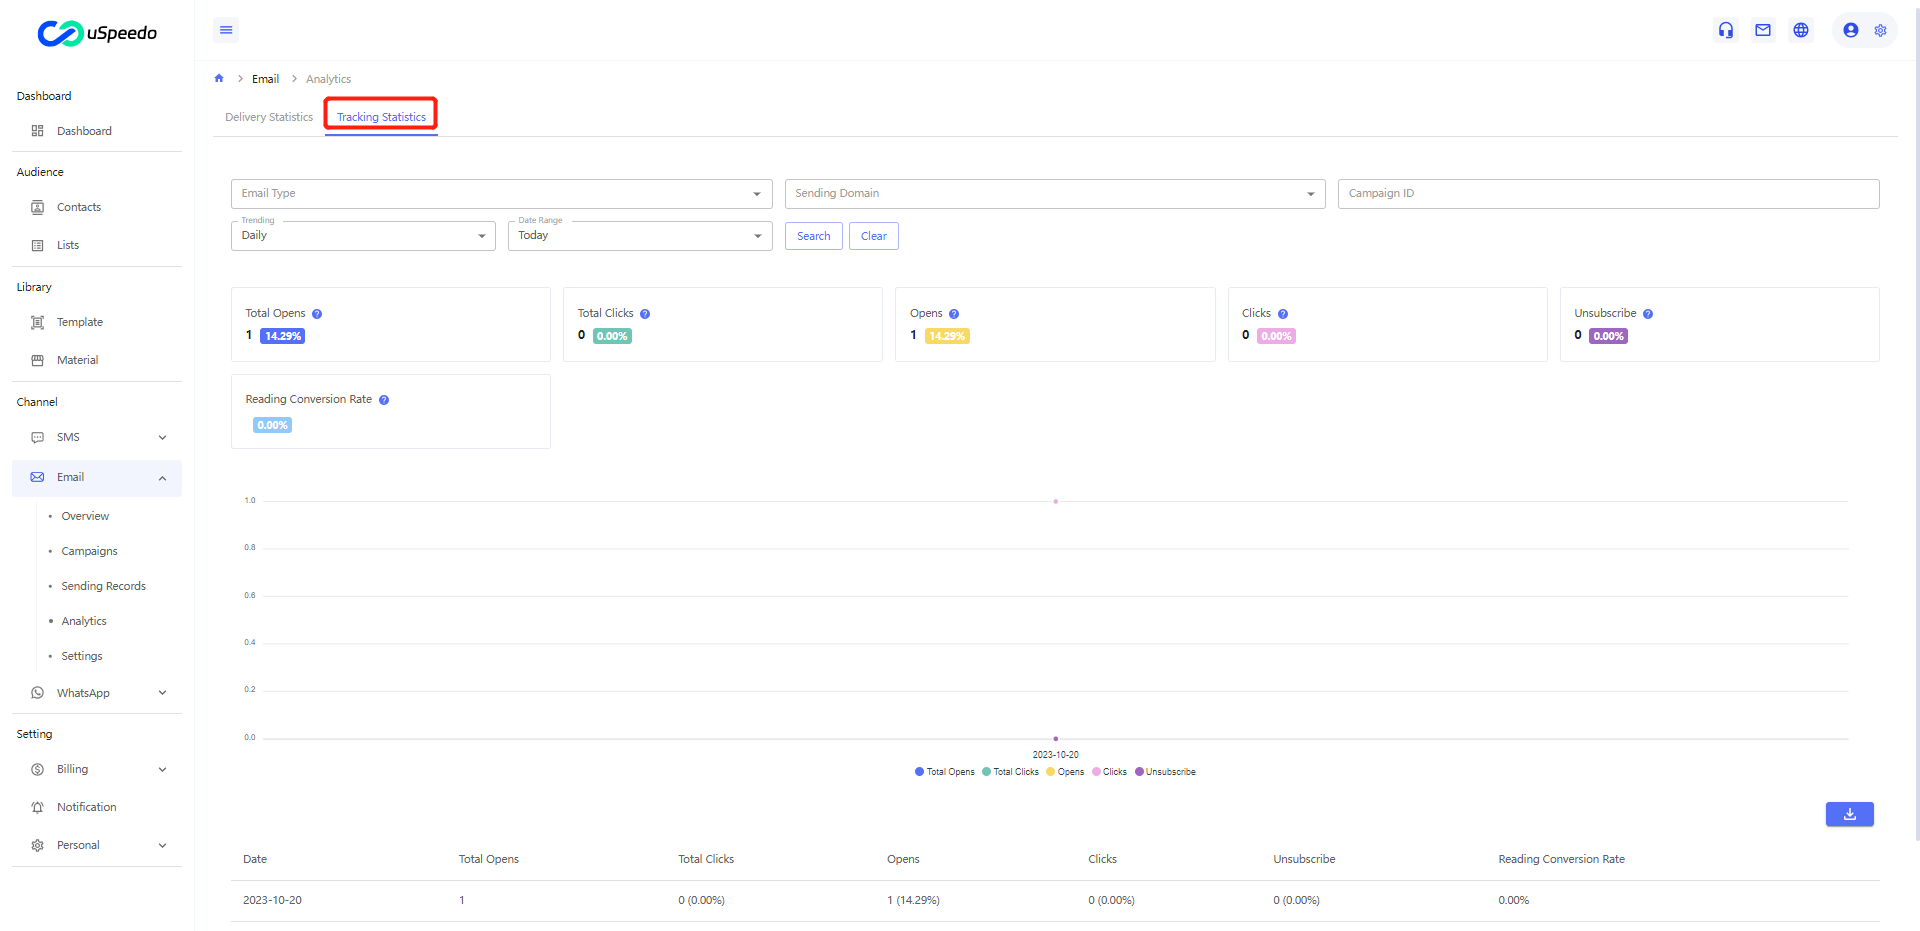 uSpeedo
Dashboard
Dashboard
Audience
Contacts
Lists
Library
Template
Material
Channel
SMS
Email
Overview
Campaigns
Sending Records
Analytics
Settings
WhatsApp
Setting
Billing
Notification
Personal
Email
Analytics
Delivery Statistics
Tracking Statistics
Email Type
Sending Domain
Campaign ID
Trending
Daily
Date Range
Today
Search
Clear
Total Opens
1 14.29%
Total Clicks
0 0.00%
Opens
1 14.29%
Clicks
0 0.00%
Unsubscribe
0 0.00%
Reading Conversion Rate
0.00%
1.0
0.8
0.6
0.4
0.2
0.0
2023-10-20
Total Opens Total Clicks Opens Clicks Unsubscribe
Date Total Opens Total Clicks Opens Clicks Unsubscribe Reading Conversion Rate
2023-10-20 1 0 (0.00%) 1 (14.29%) 0 (0.00%) 0 (0.00%) 0.00%